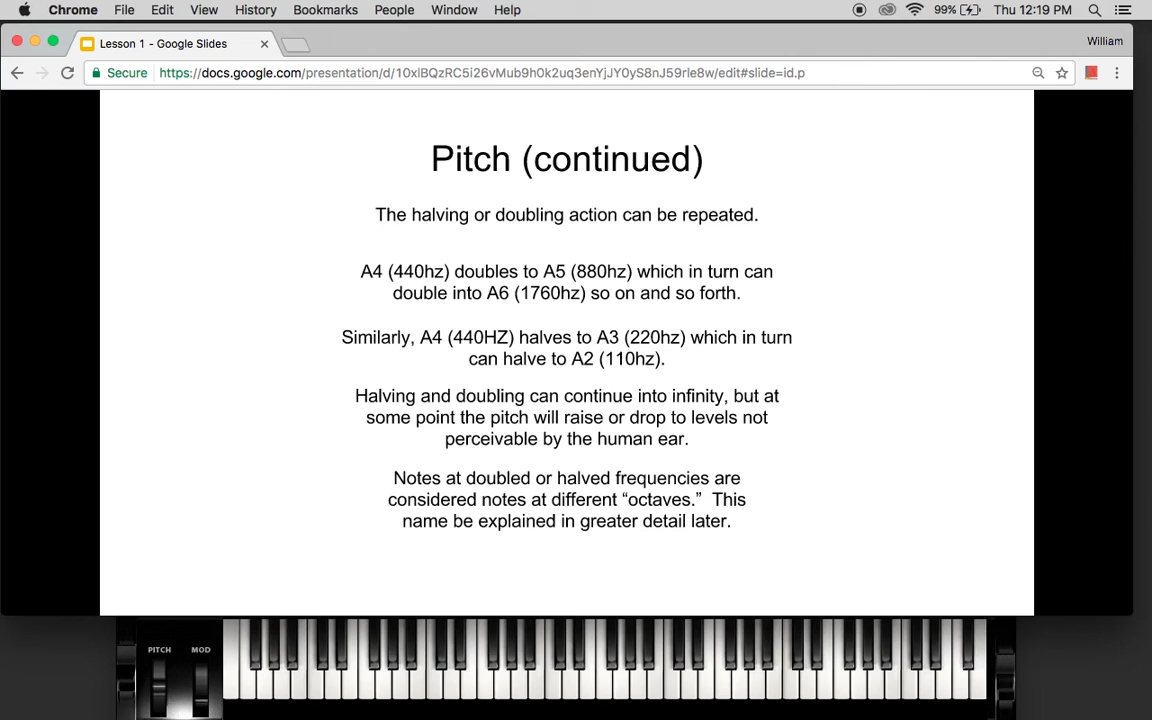 Chrome File Edit View History Bookmarks People Window Help 99% Thu 12:19 PM
Lesson 1 - Google Slides William
Secure https://docs.google.com/presentation/d/10xlBQzRC5i26vMub9h0k2uq3enYjJY0yS8nJ59rle8w/edit#slide=id.p
Pitch (continued)
The halving or doubling action can be repeated.
A4 (440hz) doubles to A5 (880hz) which in turn can
double into A6 (1760hz) so on and so forth.
Similarly, A4 (440HZ) halves to A3 (220hz) which in turn
can halve to A2 (110hz).
Halving and doubling can continue into infinity, but at
some point the pitch will raise or drop to levels not
perceivable by the human ear.
Notes at doubled or halved frequencies are
considered notes at different “octaves.”  This
name be explained in greater detail later.
PITCH MOD